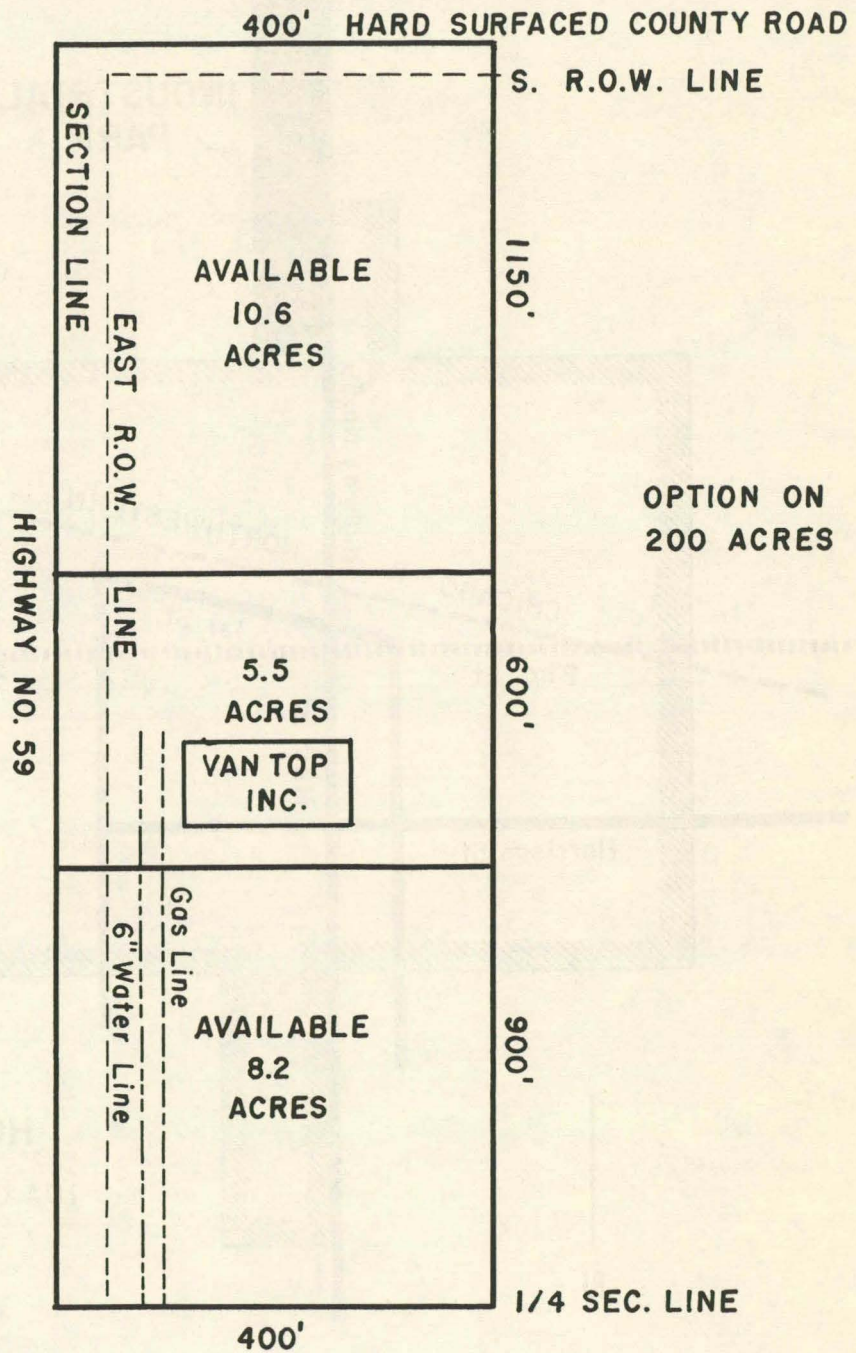 400' HARD SURFACED COUNTY ROAD
S. R.O.W. LINE
SECTION LINE
EAST R.O.W. LINE
HIGHWAY NO. 59
AVAILABLE
10.6
ACRES
1150'
OPTION ON
200 ACRES
5.5
ACRES
600'
VAN TOP
INC.
Gas Line
6" Water Line
AVAILABLE
8.2
ACRES
900'
1/4 SEC. LINE
400'